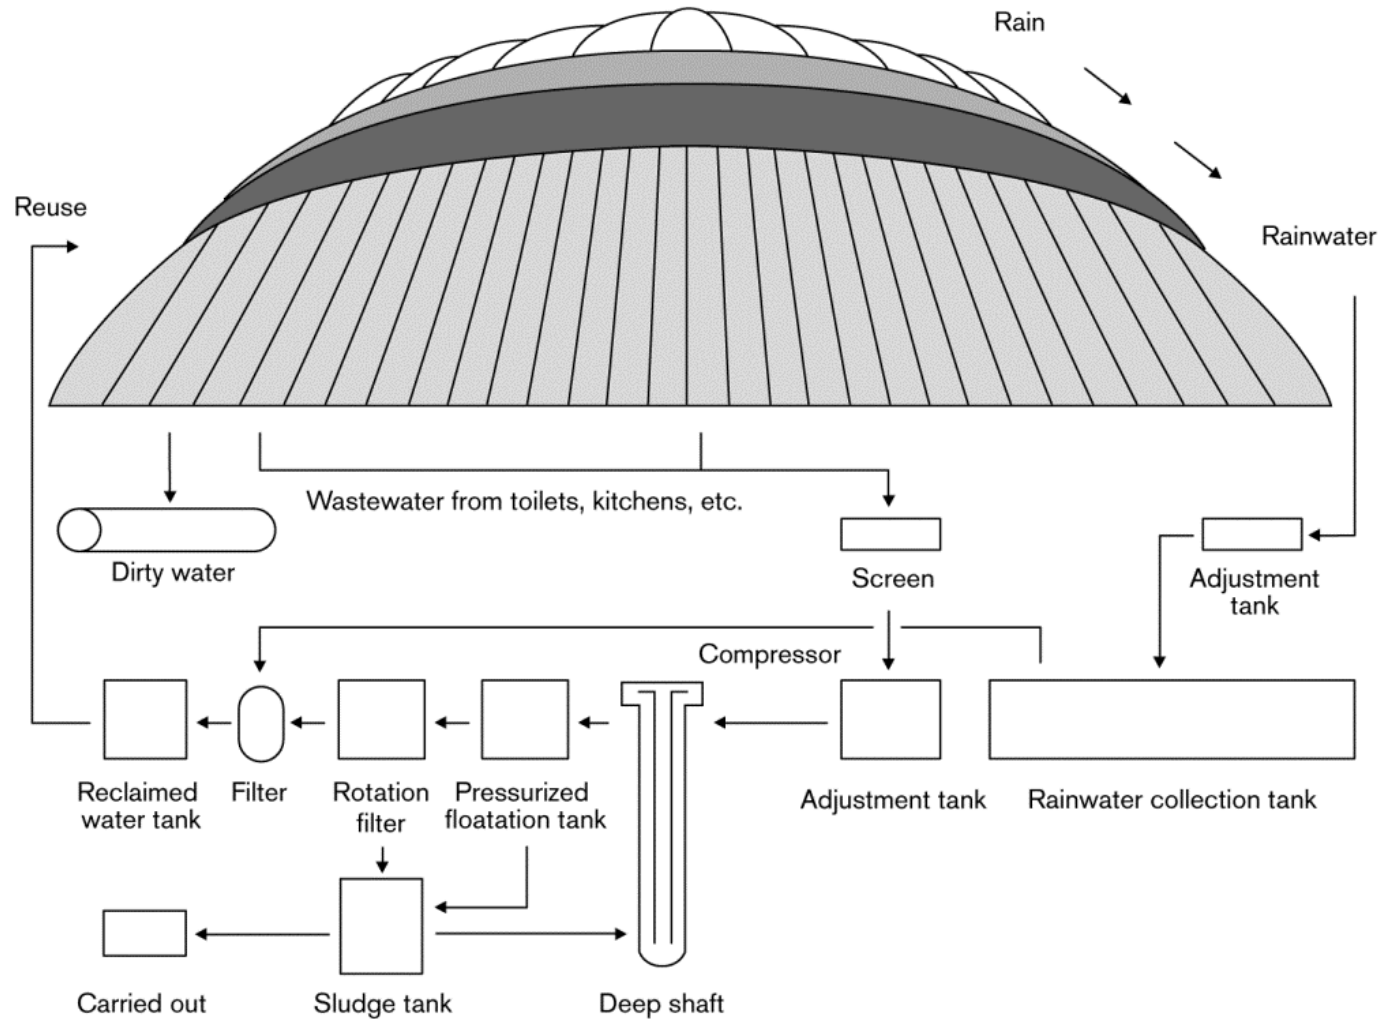 Rain
Reuse
Rainwater
Wastewater from toilets, kitchens, etc.
Dirty water
Screen
Adjustment
tank
Compressor
Reclaimed
water tank
Filter
Rotation
filter
Pressurized
floatation tank
Adjustment tank
Rainwater collection tank
Carried out
Sludge tank
Deep shaft